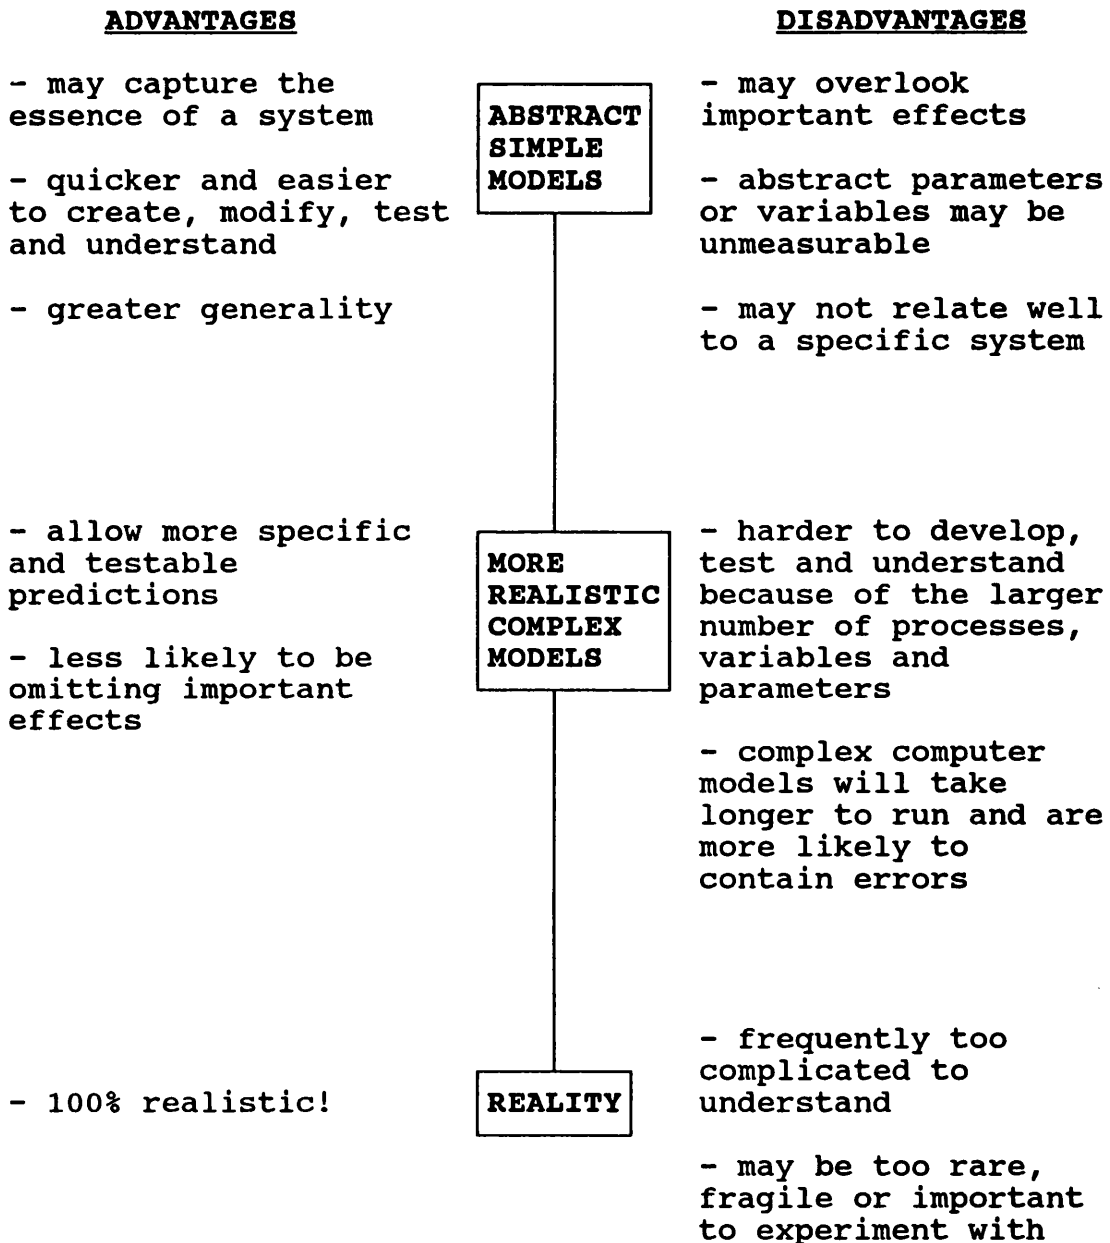 ADVANTAGES
DISADVANTAGES
- may capture the
essence of a system
- quicker and easier
to create, modify, test
and understand
- greater generality
ABSTRACT
SIMPLE
MODELS
- may overlook
important effects
- abstract parameters
or variables may be
unmeasurable
- may not relate well
to a specific system
- allow more specific
and testable
predictions
- less likely to be
omitting important
effects
MORE
REALISTIC
COMPLEX
MODELS
- harder to develop,
test and understand
because of the larger
number of processes,
variables and
parameters
- complex computer
models will take
longer to run and are
more likely to
contain errors
- 100% realistic!
REALITY
- frequently too
complicated to
understand
- may be too rare,
fragile or important
to experiment with